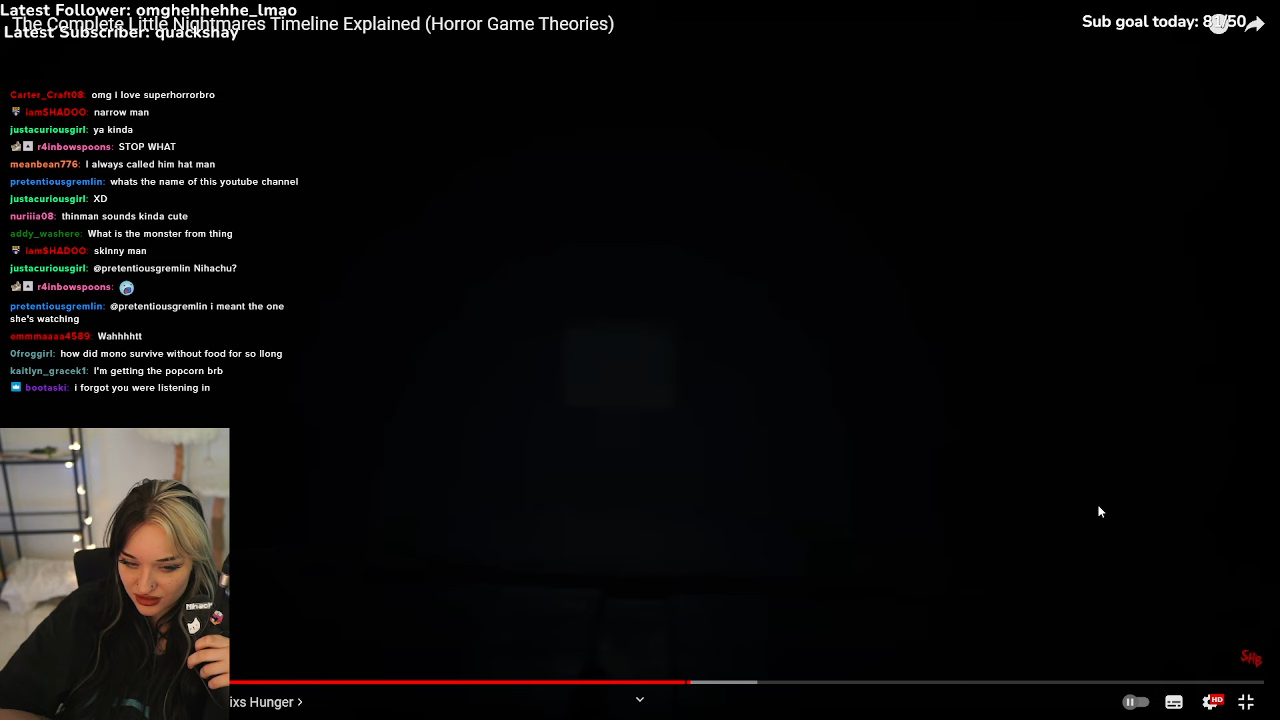 Latest Follower: omghehhehhe_lmao
The Complete Little Nightmares Timeline Explained (Horror Game Theories)
Latest Subscriber: quackshay
Sub goal today: 81/50
Carter_Craft08: omg i love superhorrorbro
iamSHADOO: narrow man
justacuriousgirl: ya kinda
r4inbowspoons: STOP WHAT
meanbean776: I always called him hat man
pretentiousgremlin: whats the name of this youtube channel
justacuriousgirl: XD
nuriiia08: thinman sounds kinda cute
addy_washere: What is the monster from thing
iamSHADOO: skinny man
justacuriousgirl: @pretentiousgremlin Nihachu?
r4inbowspoons:
pretentiousgremlin: @pretentiousgremlin i meant the one
she's watching
emmmaaaa4589: Wahhhhtt
0froggirl: how did mono survive without food for so llong
kaitlyn_gracek1: I'm getting the popcorn brb
bootaski: i forgot you were listening in
Nihach
SHB
ixs Hunger >
HD